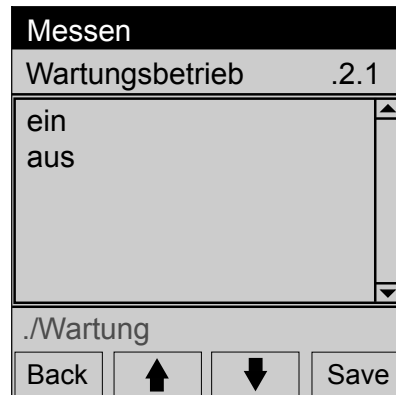 Messen
Wartungsbetrieb .2.1
ein
aus
./Wartung
Back Save